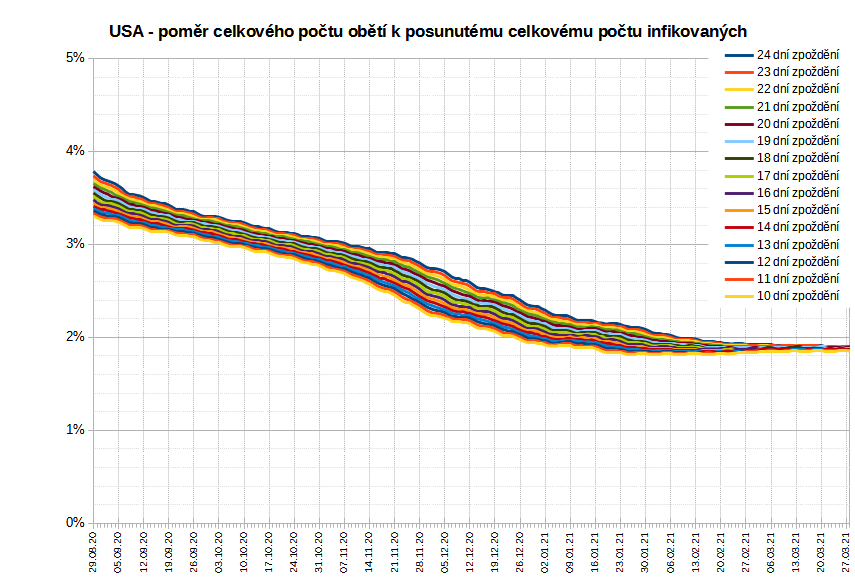 USA - poměr celkového počtu obětí k posunutému celkovému počtu infikovaných
5%
4%
3%
2%
1%
0%
24 dní zpoždění
23 dní zpoždění
22 dní zpoždění
21 dní zpoždění
20 dní zpoždění
19 dní zpoždění
18 dní zpoždění
17 dní zpoždění
16 dní zpoždění
15 dní zpoždění
14 dní zpoždění
13 dní zpoždění
12 dní zpoždění
11 dní zpoždění
10 dní zpoždění
29.08.20
05.09.20
12.09.20
19.09.20
26.09.20
03.10.20
10.10.20
17.10.20
24.10.20
31.10.20
07.11.20
14.11.20
21.11.20
28.11.20
05.12.20
12.12.20
19.12.20
26.12.20
02.01.21
09.01.21
16.01.21
23.01.21
30.01.21
06.02.21
13.02.21
20.02.21
27.02.21
06.03.21
13.03.21
20.03.21
27.03.21